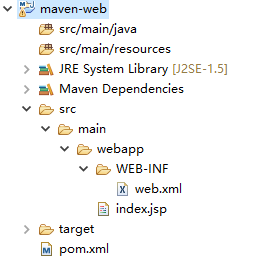 maven-web
src/main/java
src/main/resources
JRE System Library [J2SE-1.5]
Maven Dependencies
src
main
webapp
WEB-INF
web.xml
index.jsp
target
pom.xml